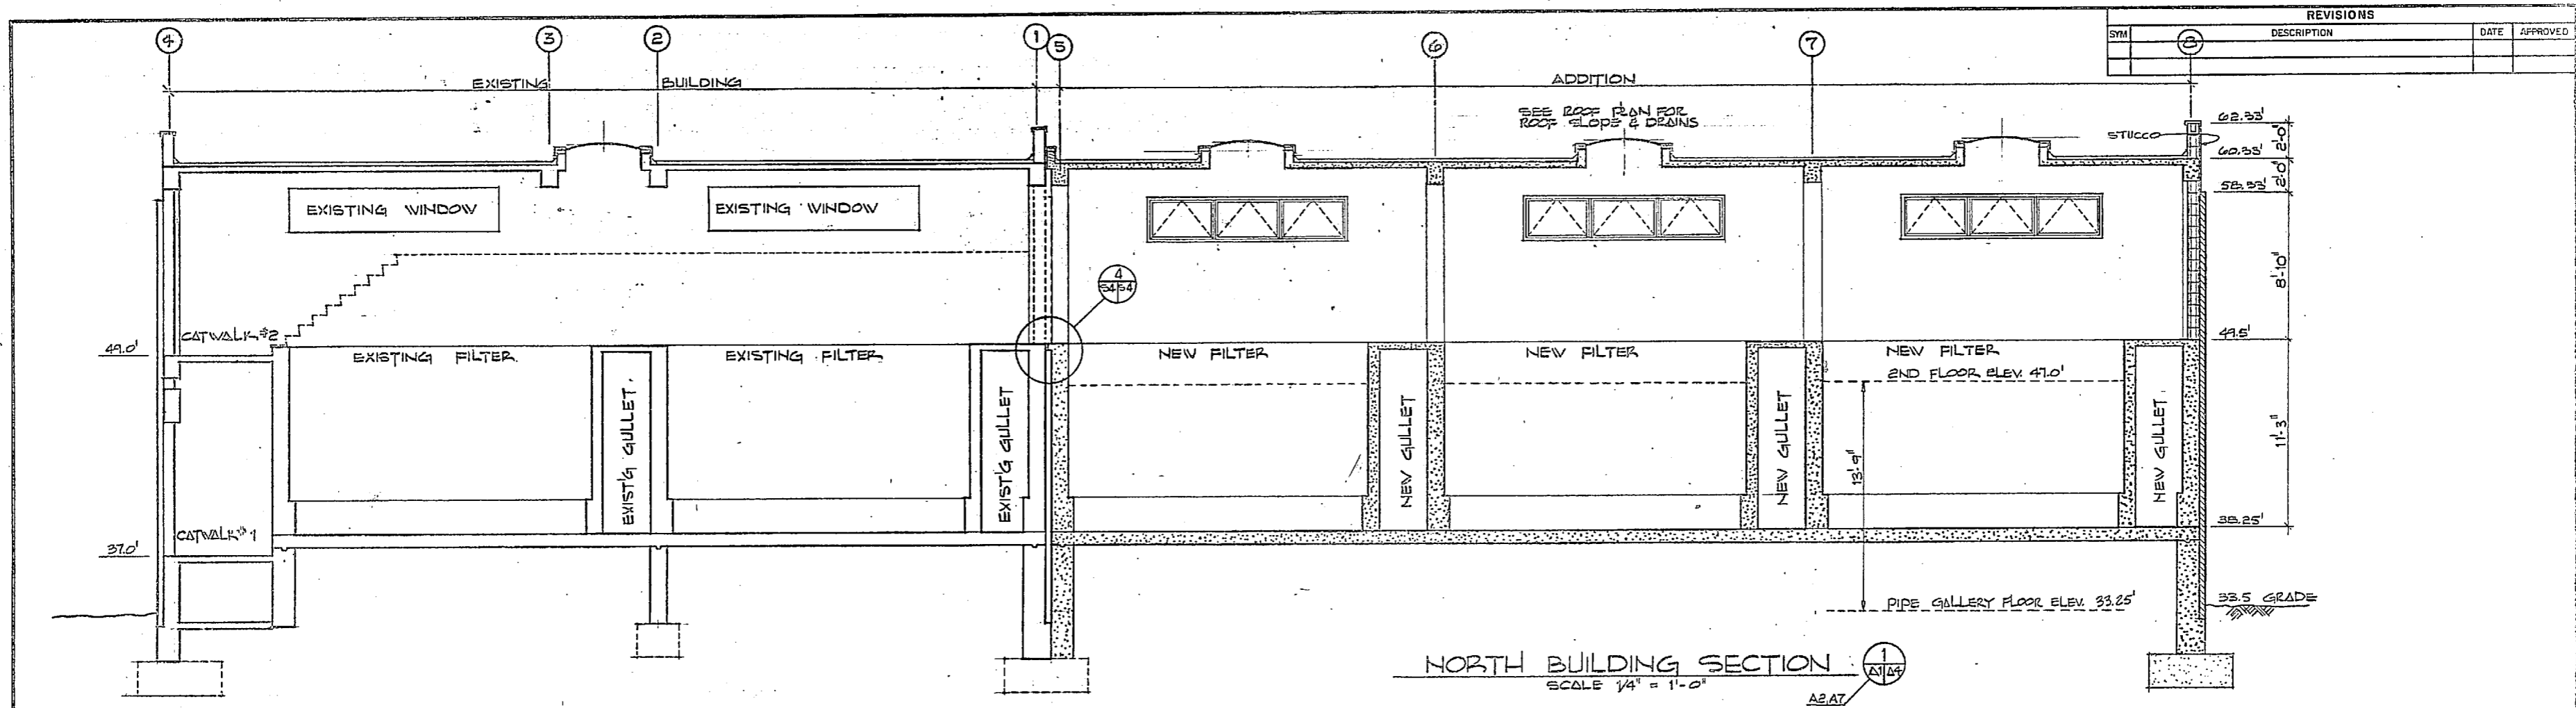 REVISIONS
SYM DESCRIPTION DATE APPROVED
4 3 2 1 5 6 7 8
EXISTING BUILDING
ADDITION
SEE ROOF PLAN FOR
ROOF SLOPE & DRAINS
STUCCO
62.33'
2'-0"
60.33'
2'-0"
58.33'
EXISTING WINDOW
EXISTING WINDOW
8'-10"
4
S4 S4
CATWALK #2
49.0'
49.5'
EXISTING FILTER
EXISTING FILTER
NEW FILTER
NEW FILTER
NEW FILTER
2ND FLOOR ELEV. 47.0'
EXIST'G GULLET
EXIST'G GULLET
NEW GULLET
NEW GULLET
NEW GULLET
13'-9"
11'-3"
CATWALK #1
37.0'
38.25'
PIPE GALLERY FLOOR ELEV. 33.25'
33.5 GRADE
NORTH BUILDING SECTION
1
A1 A4
SCALE 1/4" = 1'-0"
A2,A7